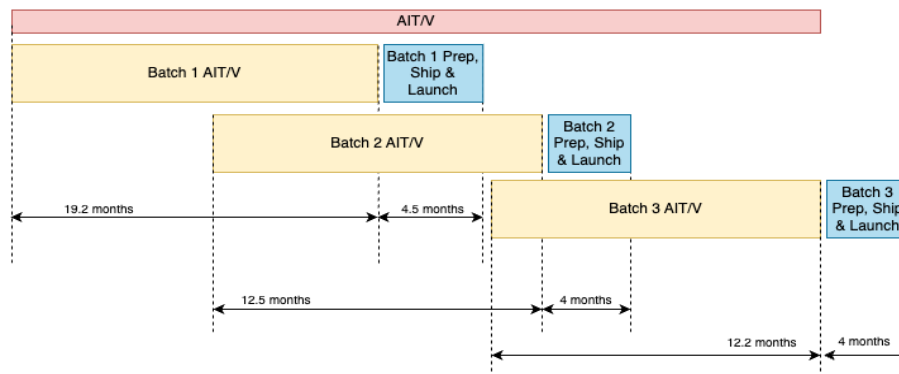 AIT/V
Batch 1 AIT/V
Batch 1 Prep,
Ship &
Launch
Batch 2 AIT/V
Batch 2
Prep, Ship
& Launch
Batch 3 AIT/V
Batch 3
Prep, Ship
& Launch
19.2 months
4.5 months
12.5 months
4 months
12.2 months
4 months